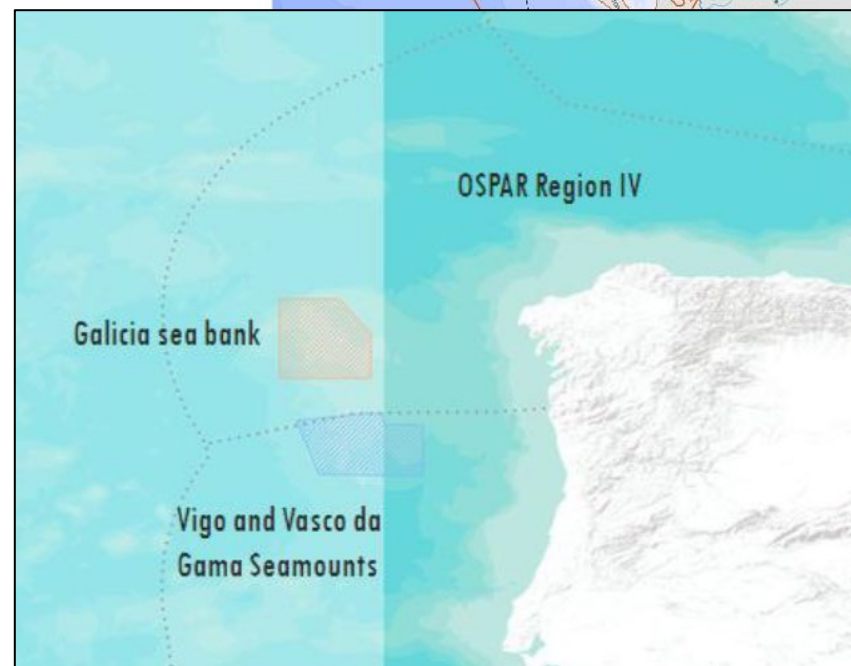 OSPAR Region IV
Galicia sea bank
Vigo and Vasco da
Gama Seamounts